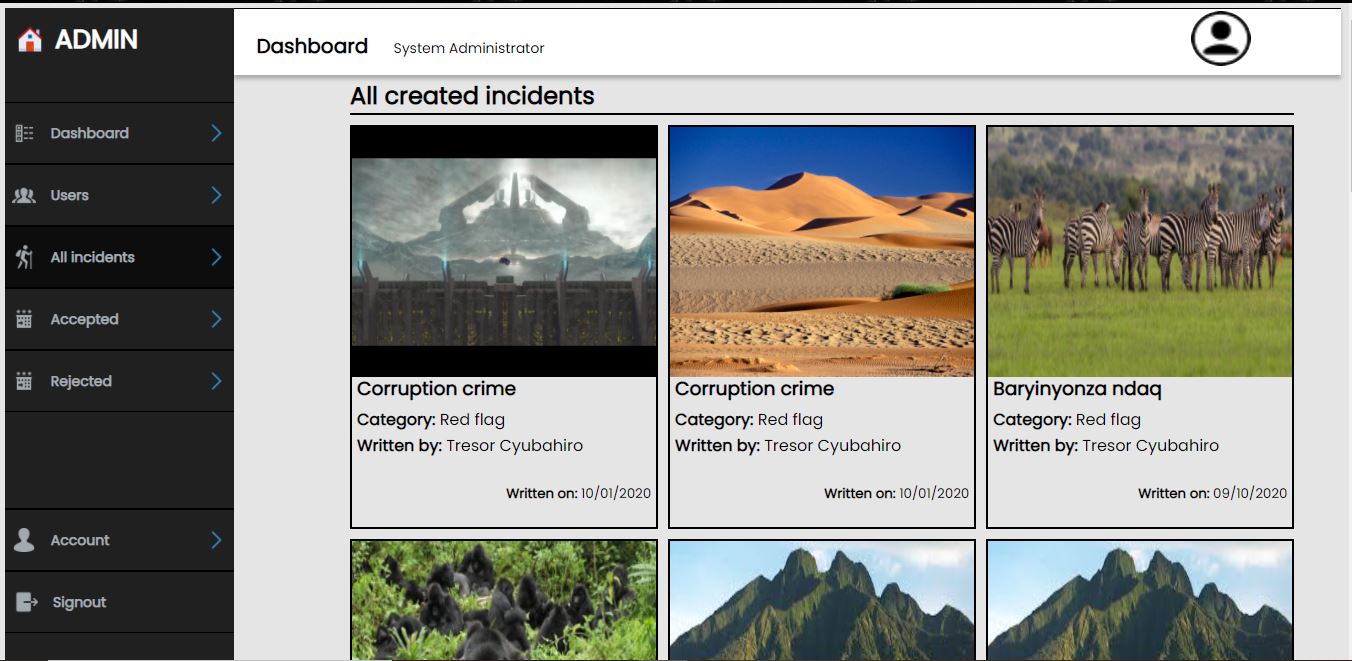 ADMIN
Dashboard System Administrator
Dashboard
Users
All incidents
Accepted
Rejected
Account
Signout
All created incidents
Corruption crime
Category: Red flag
Written by: Tresor Cyubahiro
Written on: 10/01/2020
Corruption crime
Category: Red flag
Written by: Tresor Cyubahiro
Written on: 10/01/2020
Baryinyonza ndaq
Category: Red flag
Written by: Tresor Cyubahiro
Written on: 09/10/2020